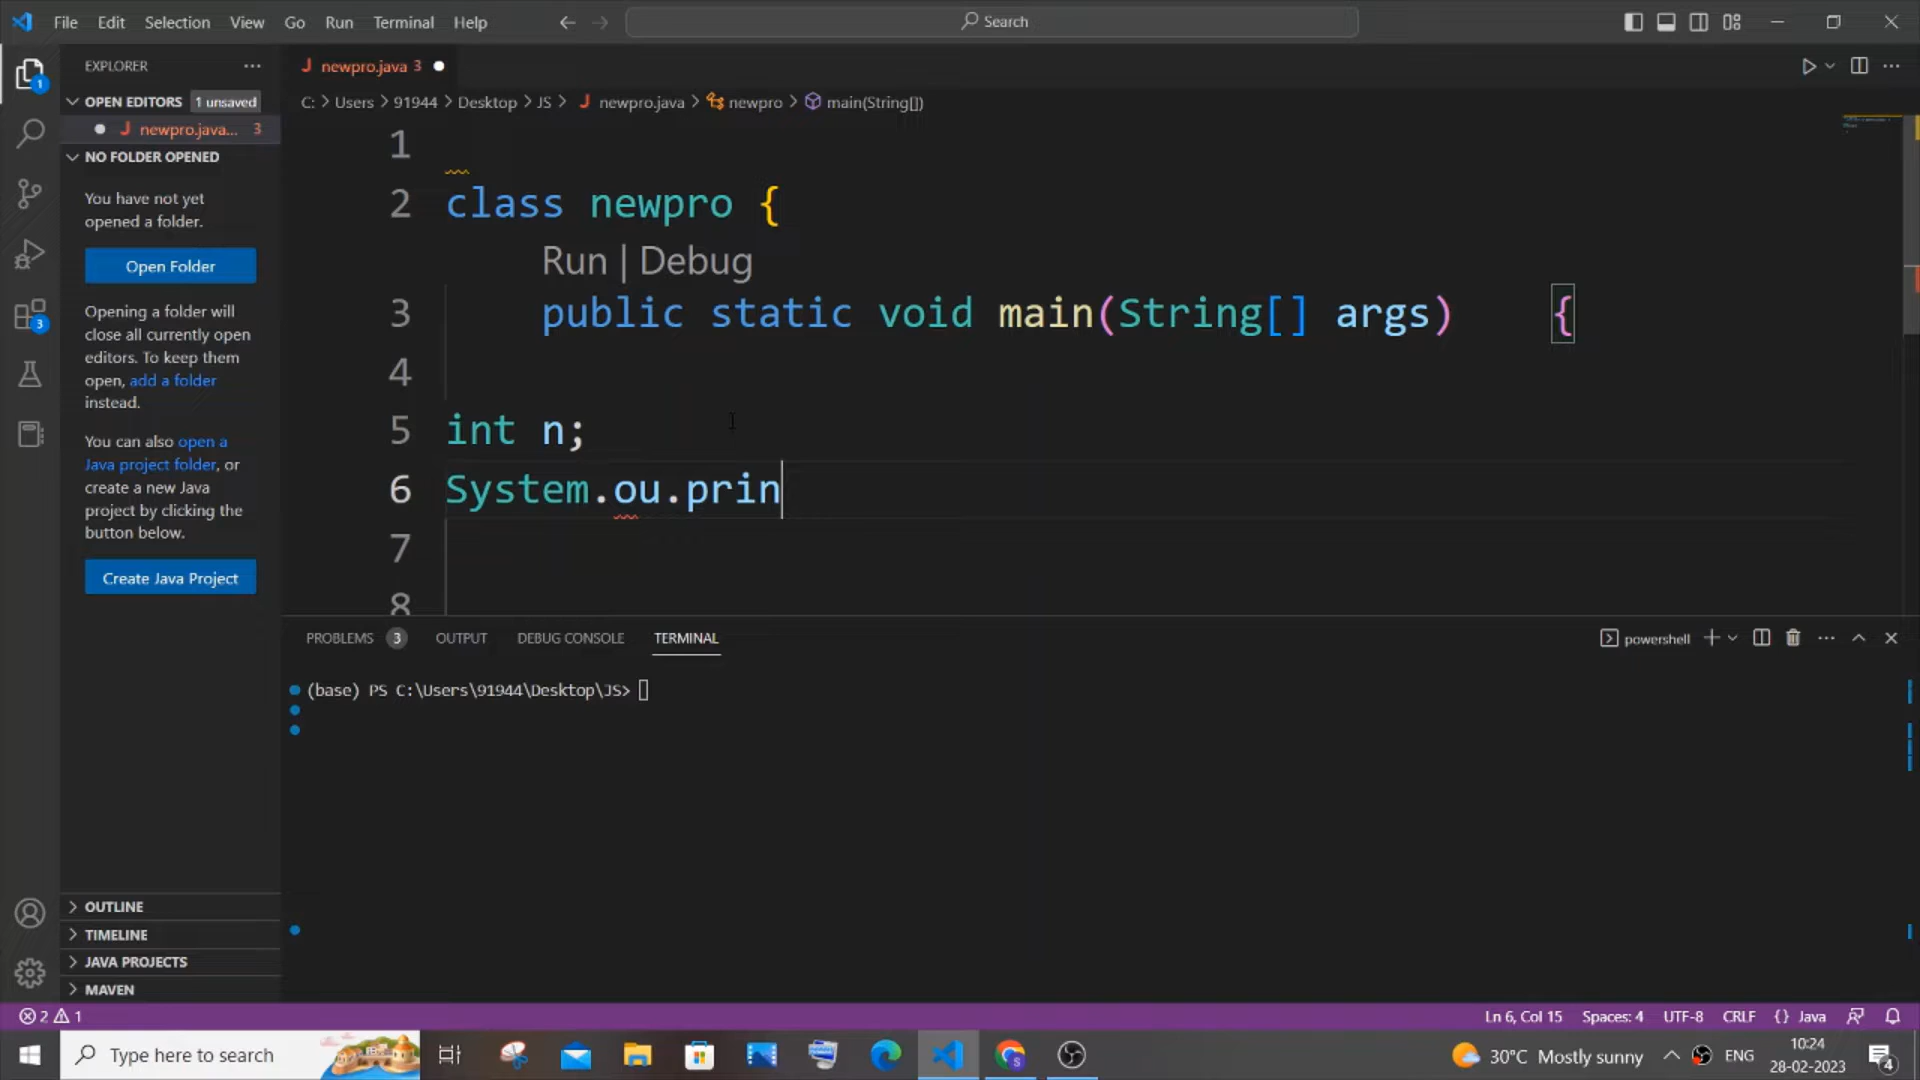 File Edit Selection View Go Run Terminal Help
Search
EXPLORER
newpro.java 3
OPEN EDITORS 1 unsaved
C: > Users > 91944 > Desktop > JS > newpro.java > newpro > main(String[])
newpro.java... 3
NO FOLDER OPENED
You have not yet
opened a folder.
Open Folder
Opening a folder will
close all currently open
editors. To keep them
open, add a folder
instead.
You can also open a
Java project folder, or
create a new Java
project by clicking the
button below.
Create Java Project
OUTLINE
TIMELINE
JAVA PROJECTS
MAVEN
1
3
1
2 class newpro {
Run | Debug
3 public static void main(String[] args) {
4
5 int n;
6 System.ou.prin
7
8
PROBLEMS 3 OUTPUT DEBUG CONSOLE TERMINAL
powershell
(base) PS C:\Users\91944\Desktop\JS>
2 1
Ln 6, Col 15 Spaces: 4 UTF-8 CRLF {} Java
Type here to search
30°C Mostly sunny
ENG
10:24
28-02-2023
4